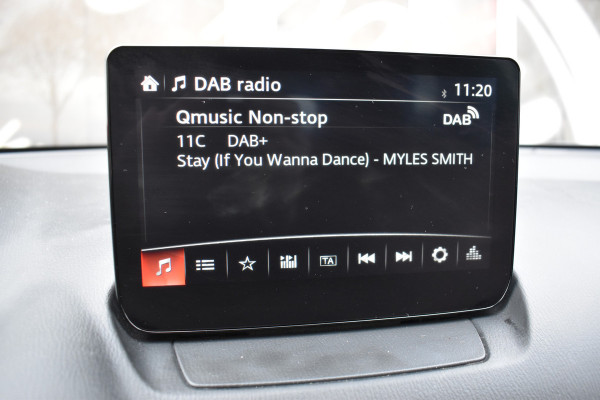 DAB radio 11:20
Qmusic Non-stop DAB
11C DAB+
Stay (If You Wanna Dance) - MYLES SMITH
TA